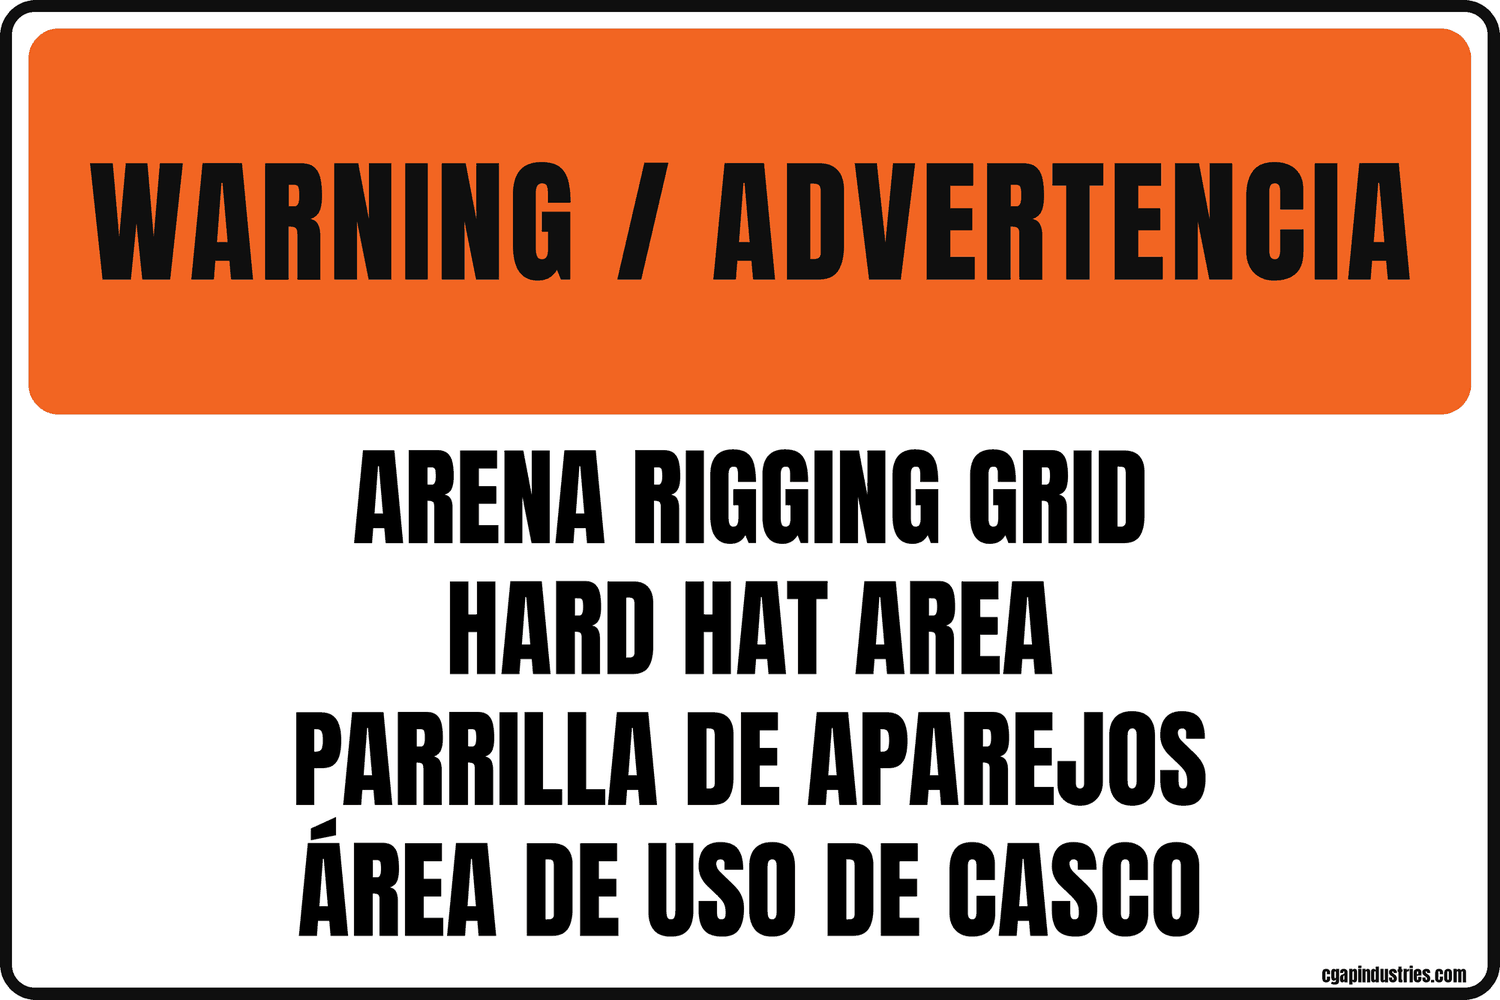 WARNING / ADVERTENCIA
ARENA RIGGING GRID
HARD HAT AREA
PARRILLA DE APAREJOS
ÁREA DE USO DE CASCO
cgapindustries.com